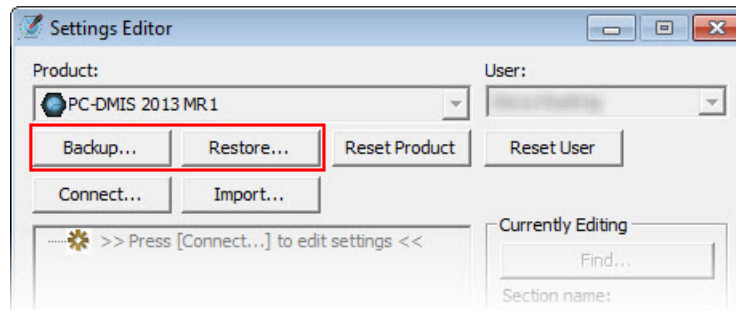 Settings Editor
Product: User:
PC-DMIS 2013 MR1
Backup... Restore... Reset Product Reset User
Connect... Import...
>> Press [Connect...] to edit settings <<
Currently Editing
Find...
Section name: